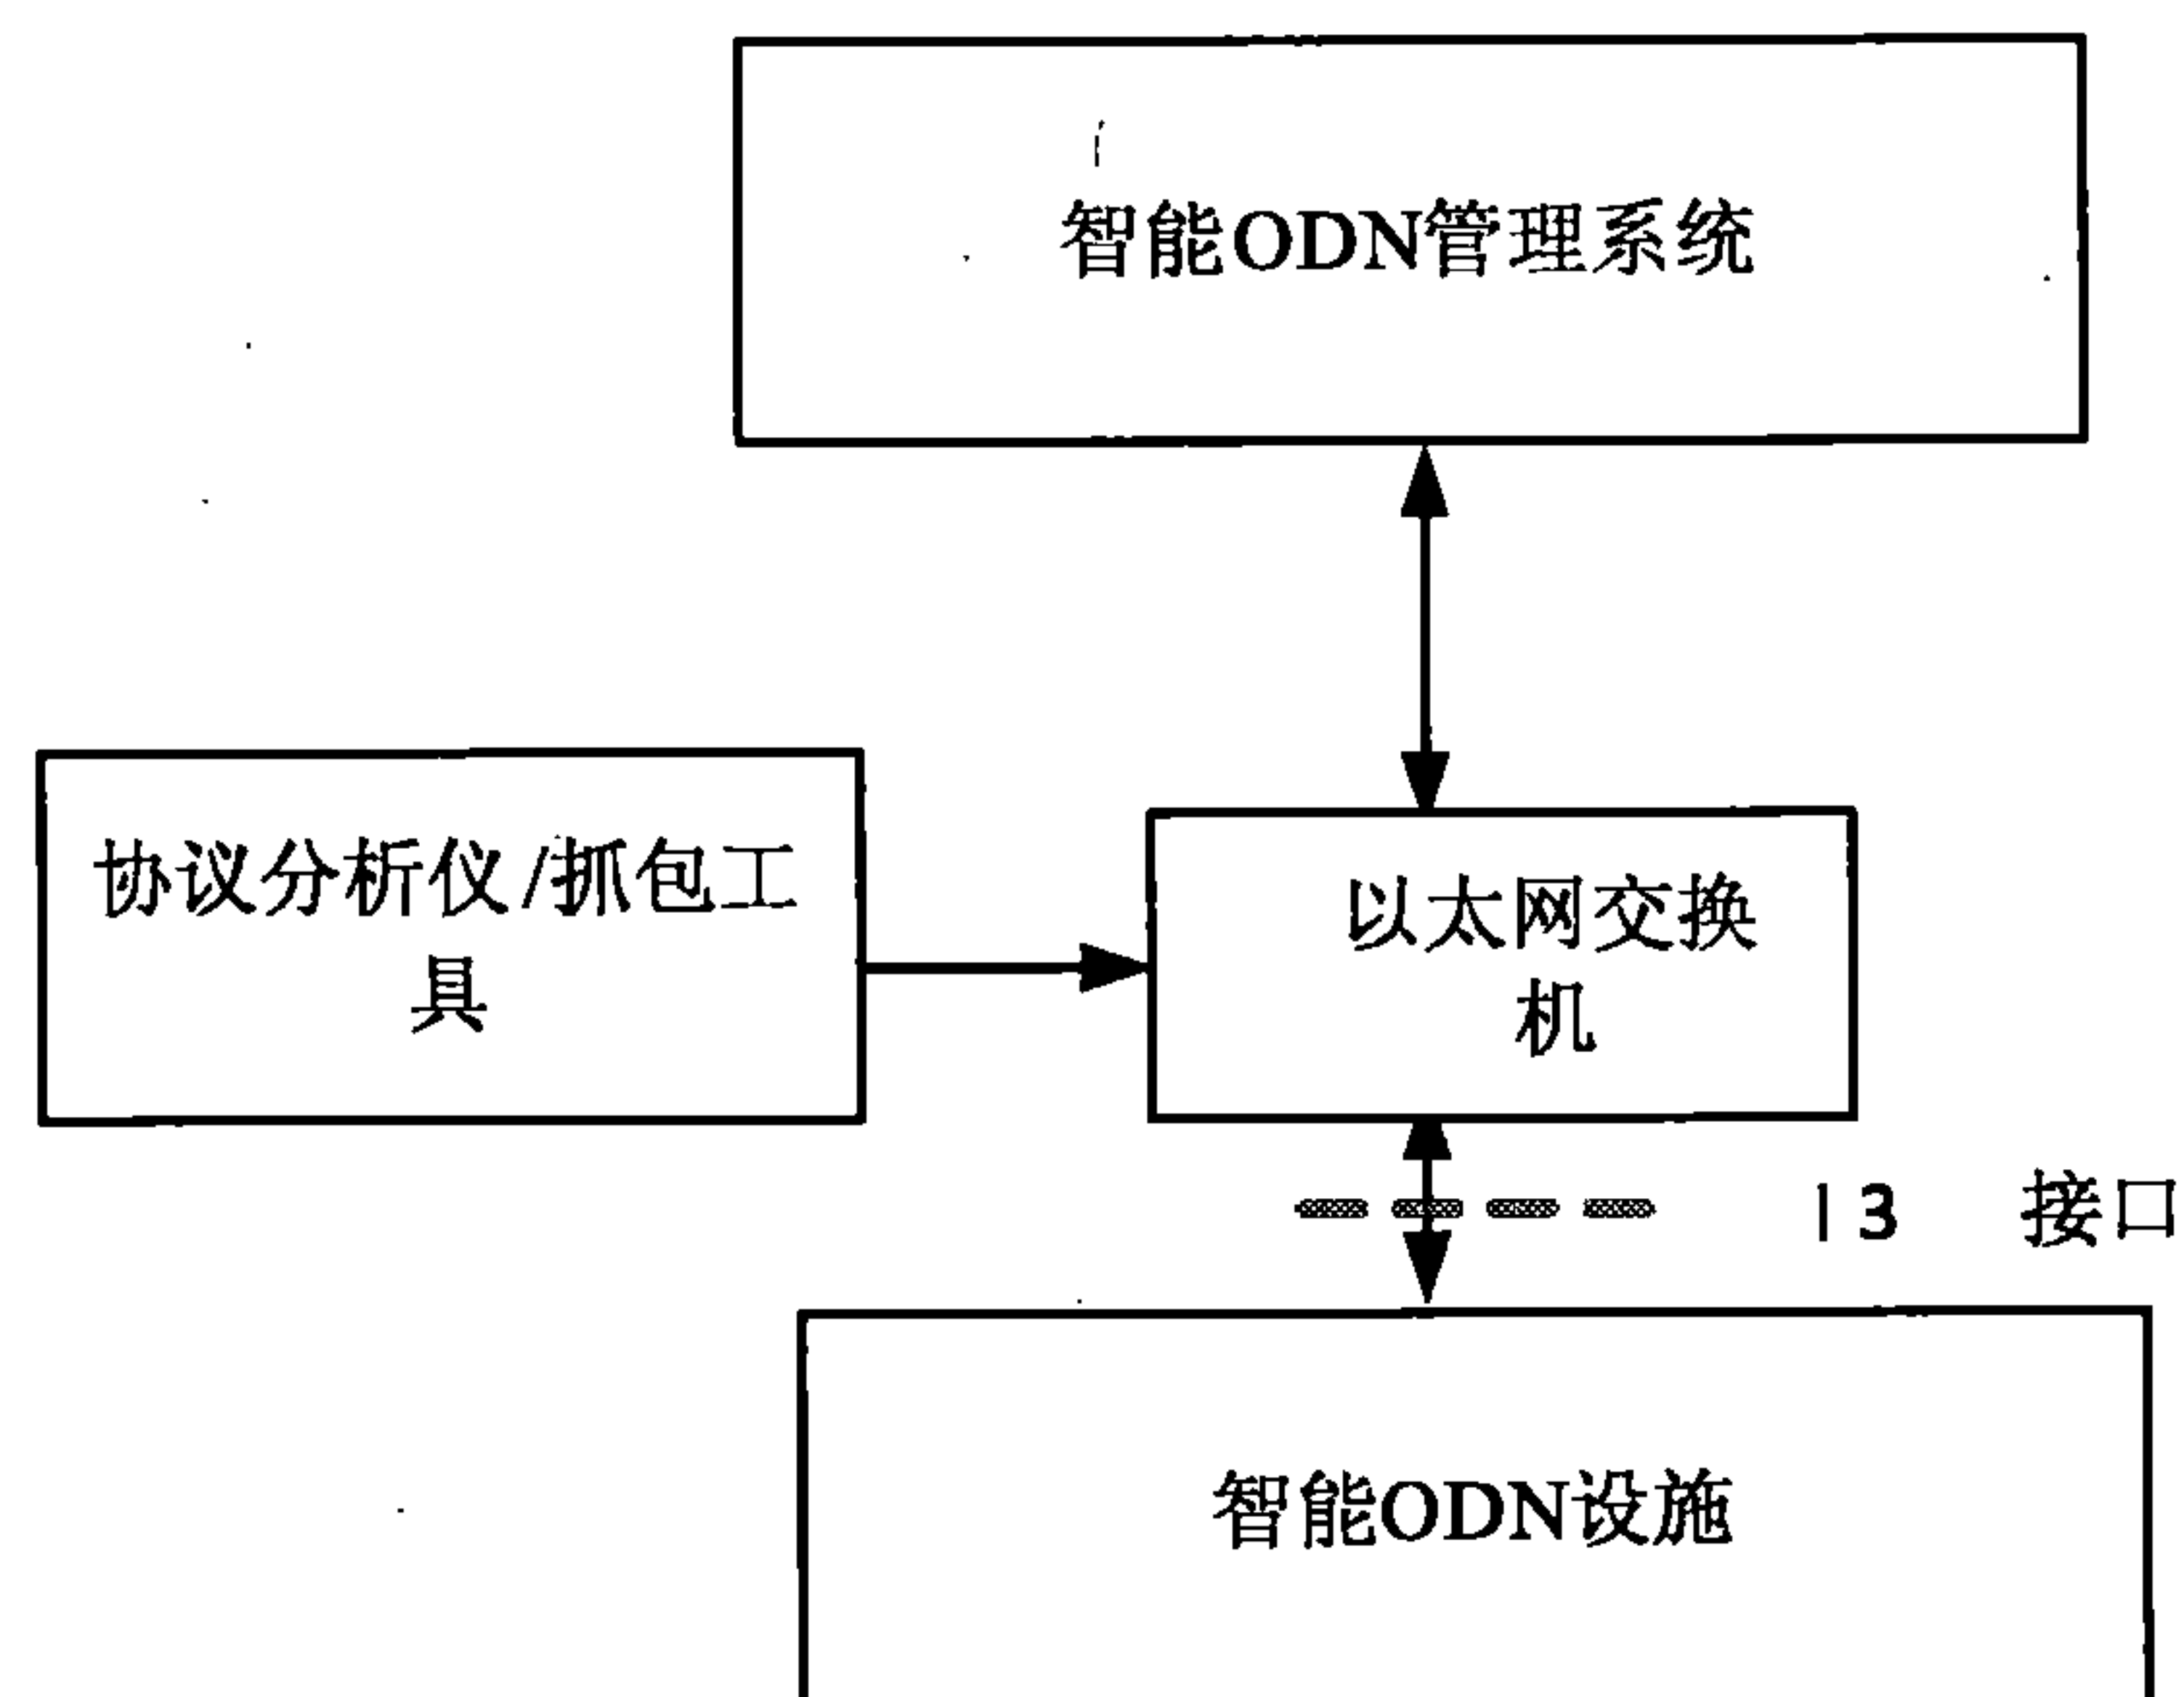 智能ODN管理系统
协议分析仪/抓包工
具
以太网交换
机
I3 接口
智能ODN设施